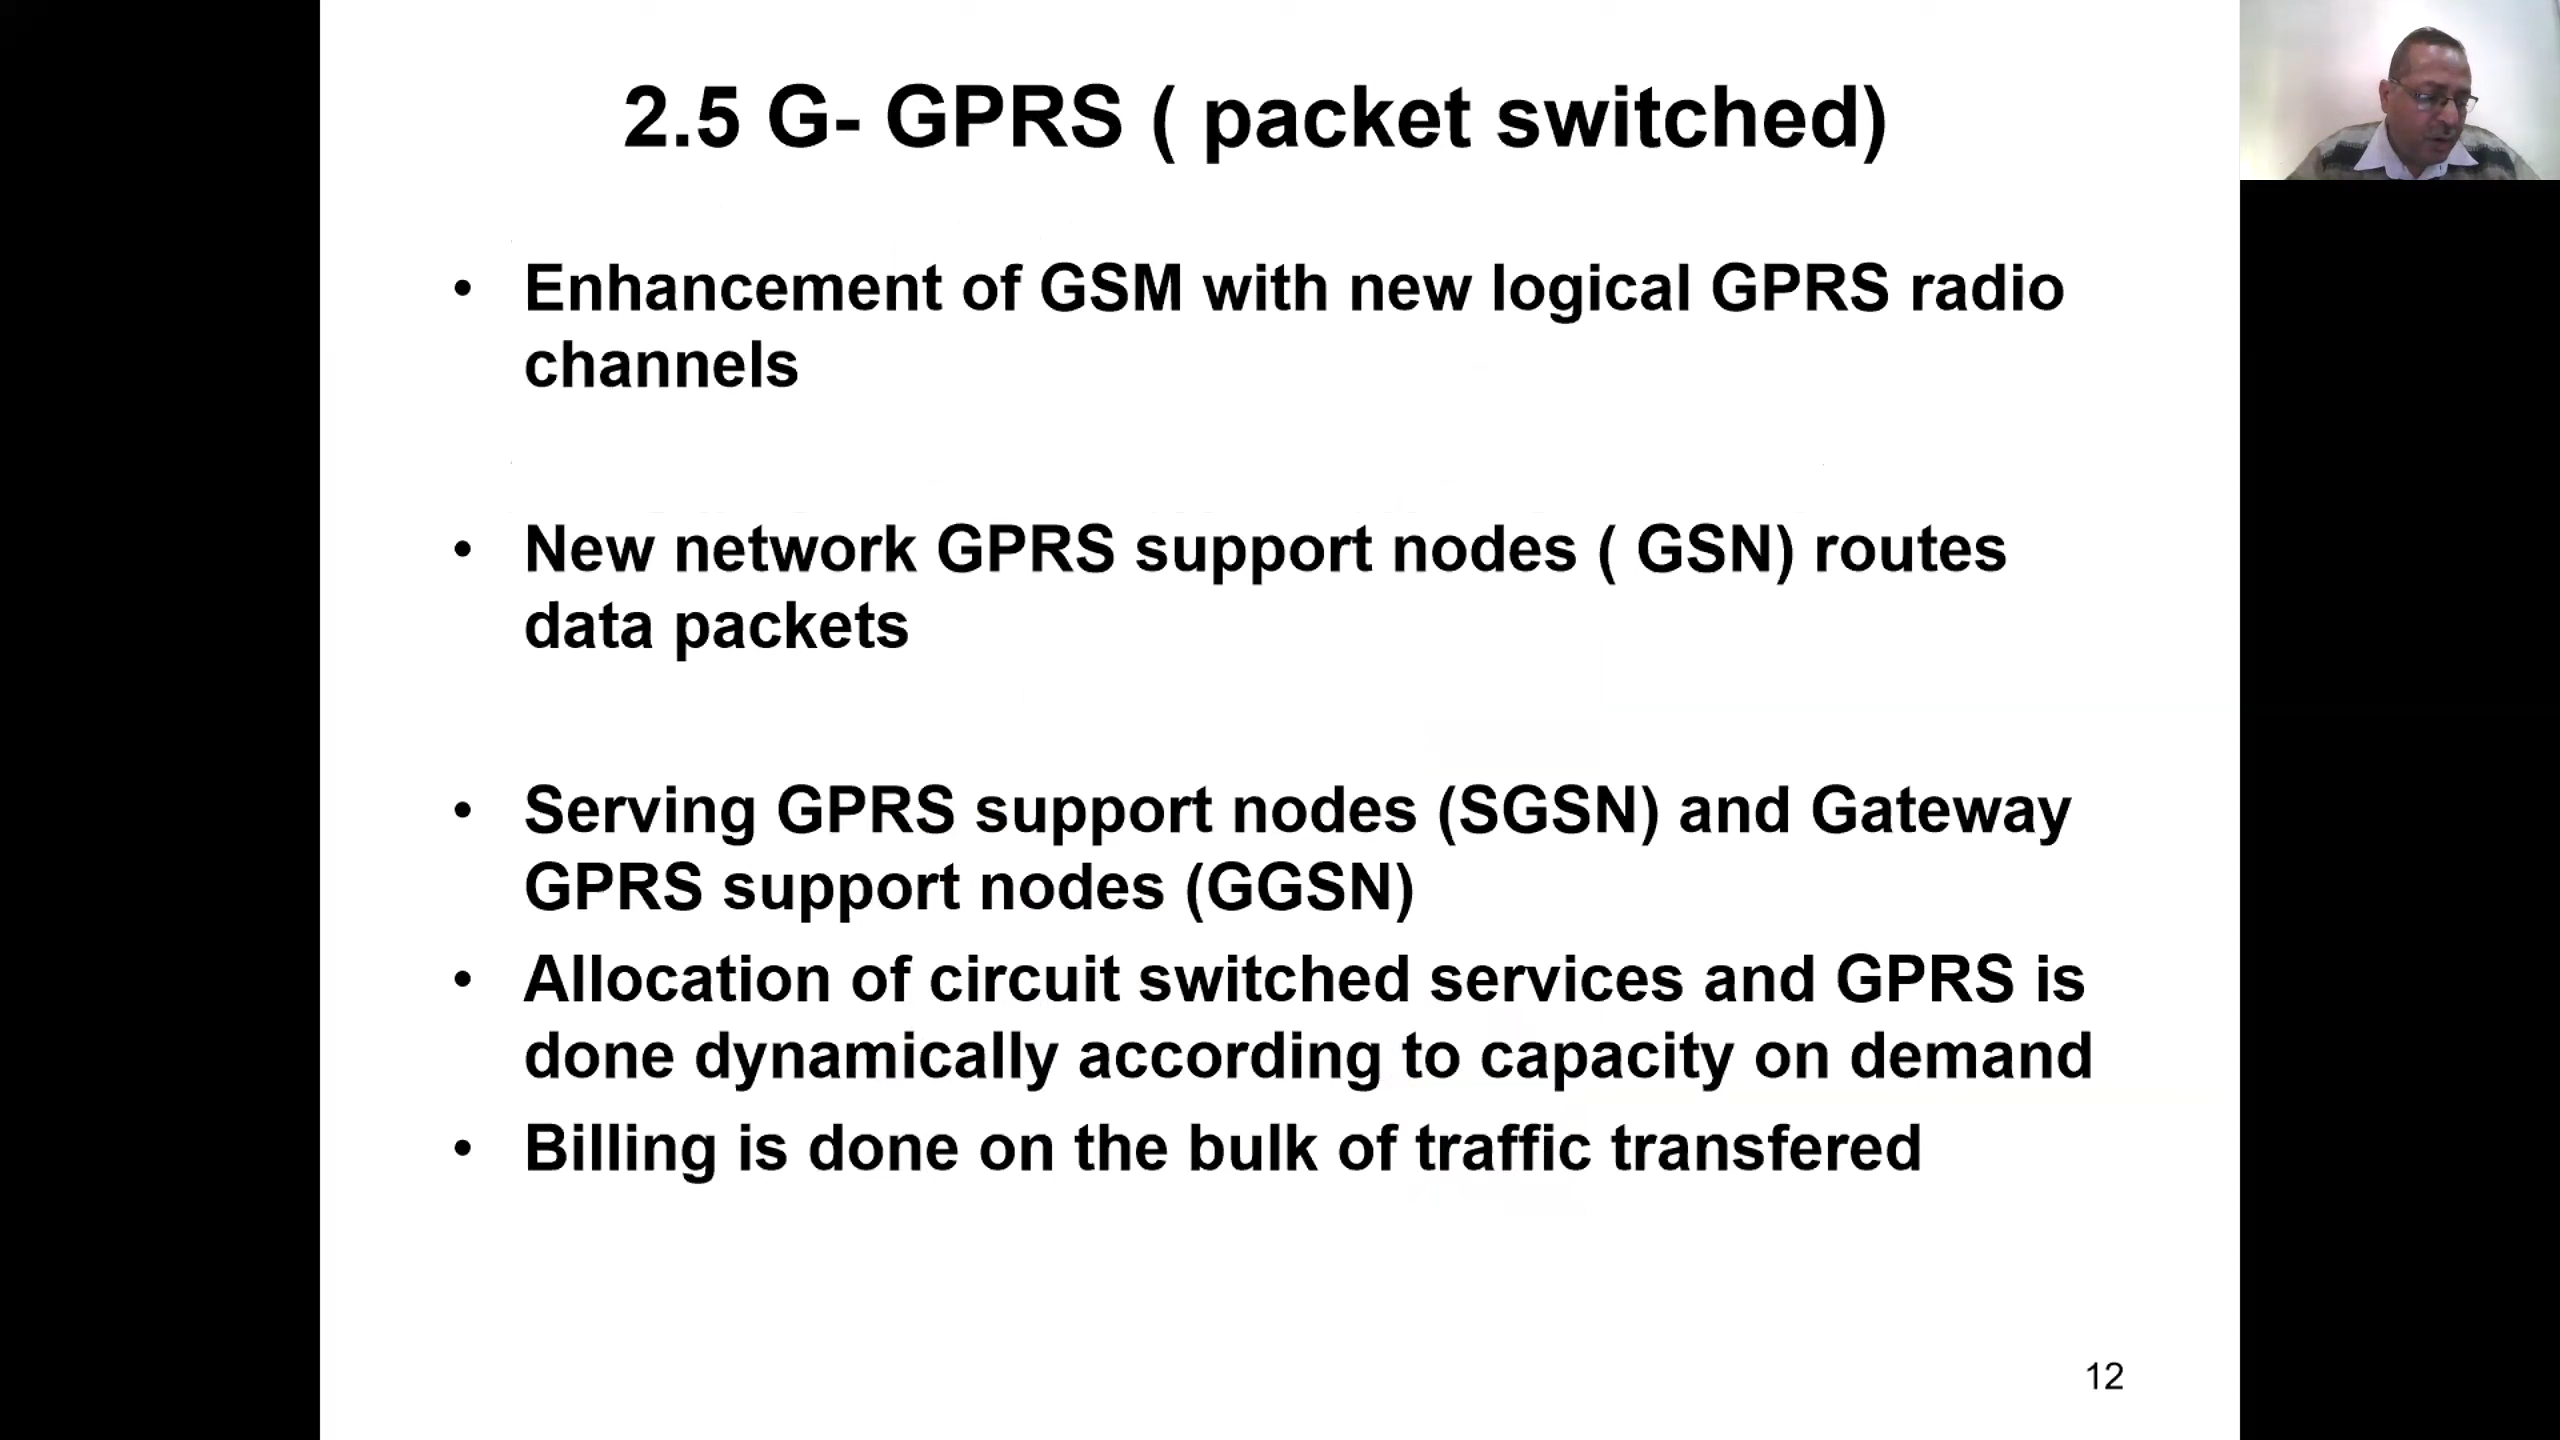 2.5 G- GPRS ( packet switched)
• Enhancement of GSM with new logical GPRS radio
channels
• New network GPRS support nodes ( GSN) routes
data packets
• Serving GPRS support nodes (SGSN) and Gateway
GPRS support nodes (GGSN)
• Allocation of circuit switched services and GPRS is
done dynamically according to capacity on demand
• Billing is done on the bulk of traffic transfered
12